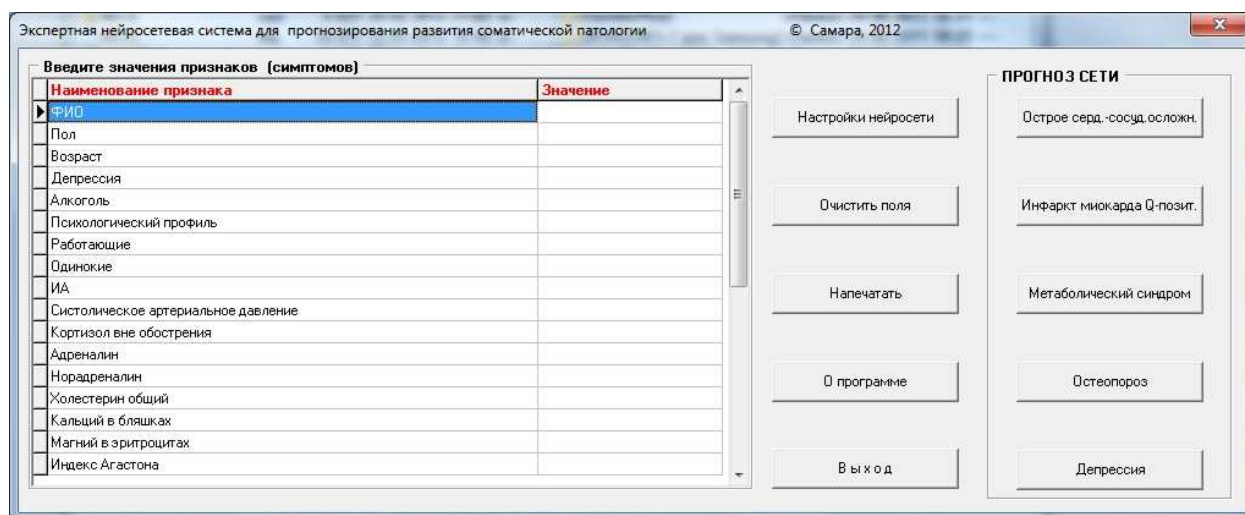 Экспертная нейросетевая система для прогнозирования развития соматической патологии © Самара, 2012
Введите значения признаков (симптомов)
Наименование признака Значение
ФИО
Пол
Возраст
Депрессия
Алкоголь
Психологический профиль
Работающие
Одинокие
ИА
Систолическое артериальное давление
Кортизол вне обострения
Адреналин
Норадреналин
Холестерин общий
Кальций в бляшках
Магний в эритроцитах
Индекс Агастона
Настройки нейросети
Очистить поля
Напечатать
О программе
В ы х о д
ПРОГНОЗ СЕТИ
Острое серд.-сосуд.осложн.
Инфаркт миокарда Q-позит.
Метаболический синдром
Остеопороз
Депрессия